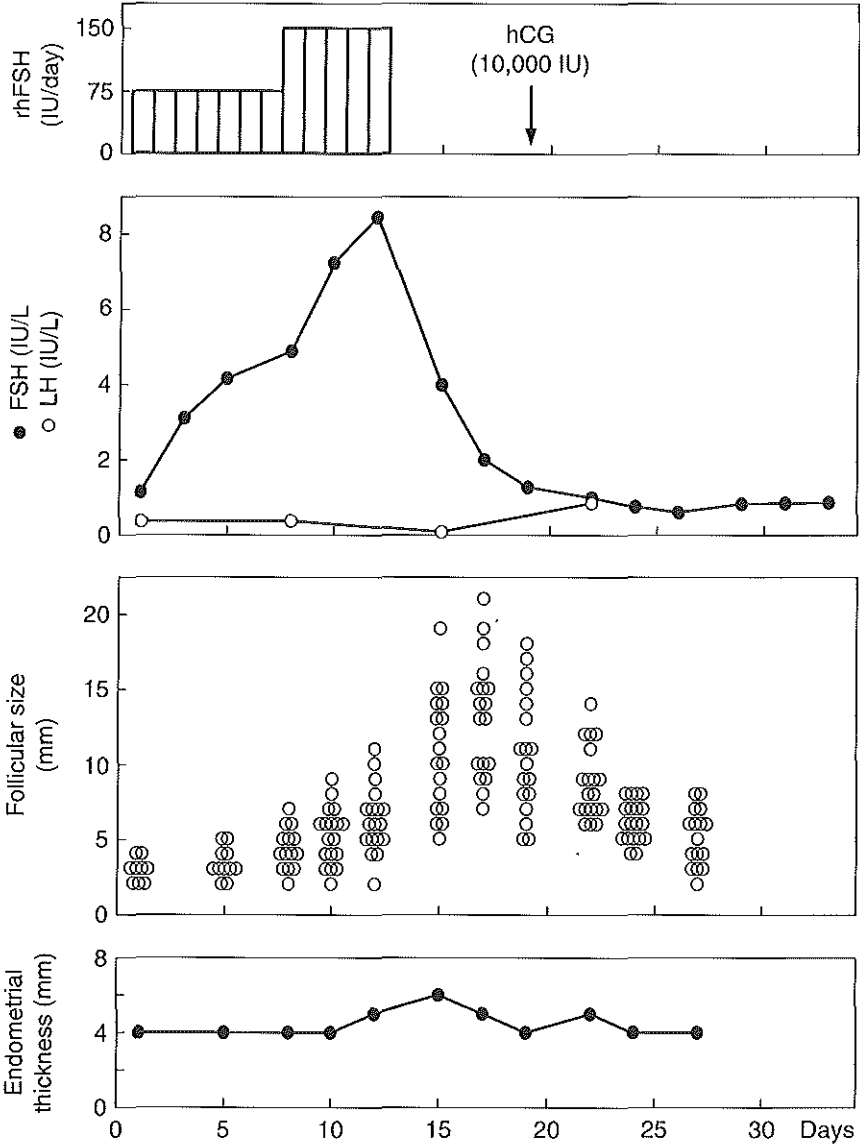 rhFSH
(IU/day)
150
75
0
hCG
(10,000 IU)
● FSH (IU/L
○ LH (IU/L)
8
6
4
2
0
Follicular size
(mm)
20
15
10
5
0
Endometrial
thickness (mm)
8
4
0
0 5 10 15 20 25 30 Days